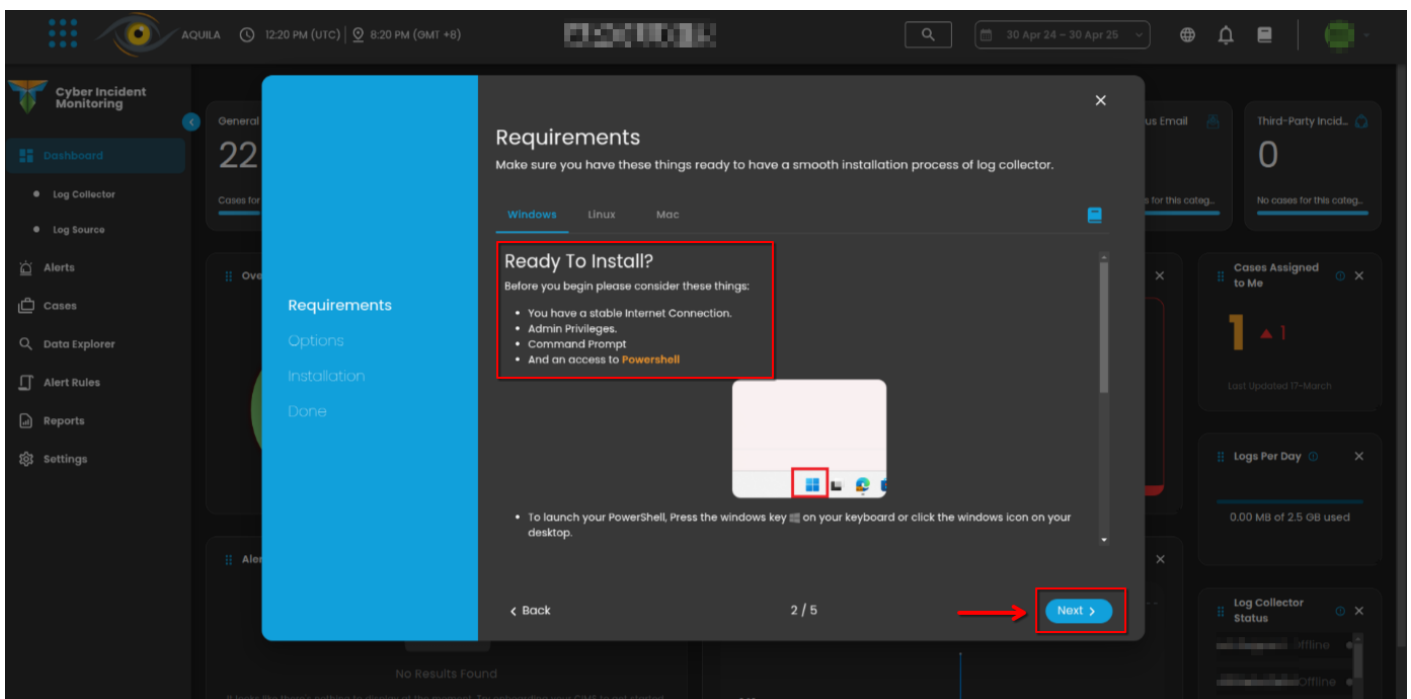 AQUILA 12:20 PM (UTC) 8:20 PM (GMT +8) 30 Apr 24 – 30 Apr 25
Cyber Incident
Monitoring
Dashboard
Log Collector
Log Source
Alerts
Cases
Data Explorer
Alert Rules
Reports
Settings
General
22
Cases for
us Email
s for this categ...
Third-Party Incid...
0
No cases for this categ...
Ove
Aler
Requirements
Options
Installation
Done
Requirements
Make sure you have these things ready to have a smooth installation process of log collector.
Windows Linux Mac
Ready To Install?
Before you begin please consider these things:
You have a stable Internet Connection.
Admin Privileges.
Command Prompt
And an access to Powershell
To launch your PowerShell, Press the windows key on your keyboard or click the windows icon on your
desktop.
Back 2 / 5 Next
Cases Assigned
to Me
1 1
Last Updated 17-March
Logs Per Day
0.00 MB of 2.5 GB used
Log Collector
Status
ffline
Offline
No Results Found